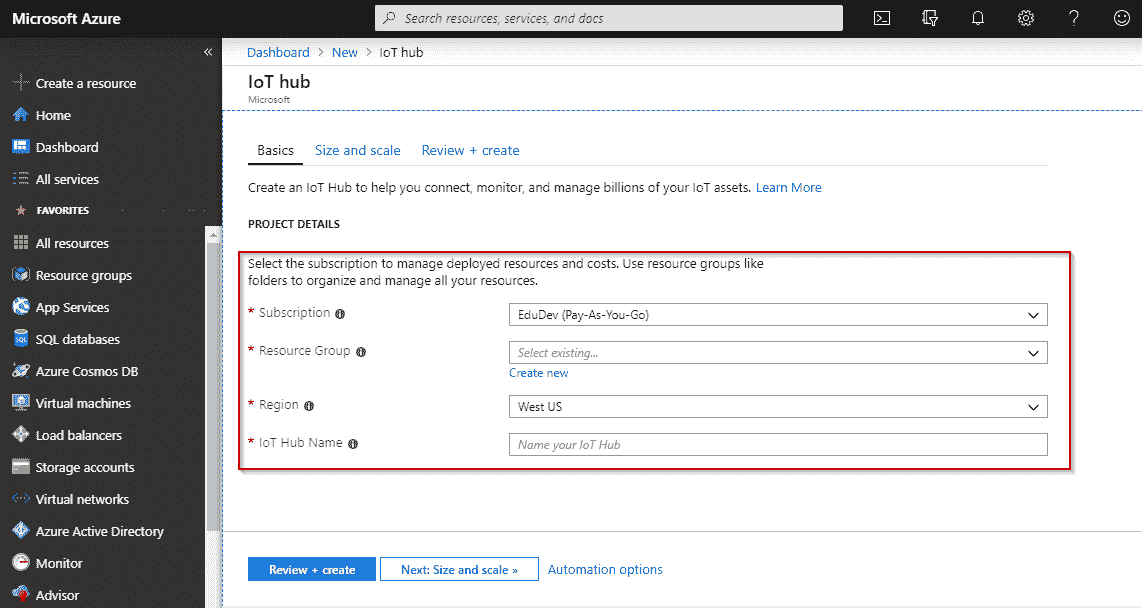 Microsoft Azure
Search resources, services, and docs
Create a resource
Home
Dashboard
All services
FAVORITES
All resources
Resource groups
App Services
SQL databases
Azure Cosmos DB
Virtual machines
Load balancers
Storage accounts
Virtual networks
Azure Active Directory
Monitor
Advisor
Dashboard > New > IoT hub
IoT hub
Microsoft
Basics Size and scale Review + create
Create an IoT Hub to help you connect, monitor, and manage billions of your IoT assets. Learn More
PROJECT DETAILS
Select the subscription to manage deployed resources and costs. Use resource groups like
folders to organize and manage all your resources.
* Subscription EduDev (Pay-As-You-Go)
* Resource Group Select existing...
Create new
* Region West US
* IoT Hub Name Name your IoT Hub
Review + create Next: Size and scale » Automation options